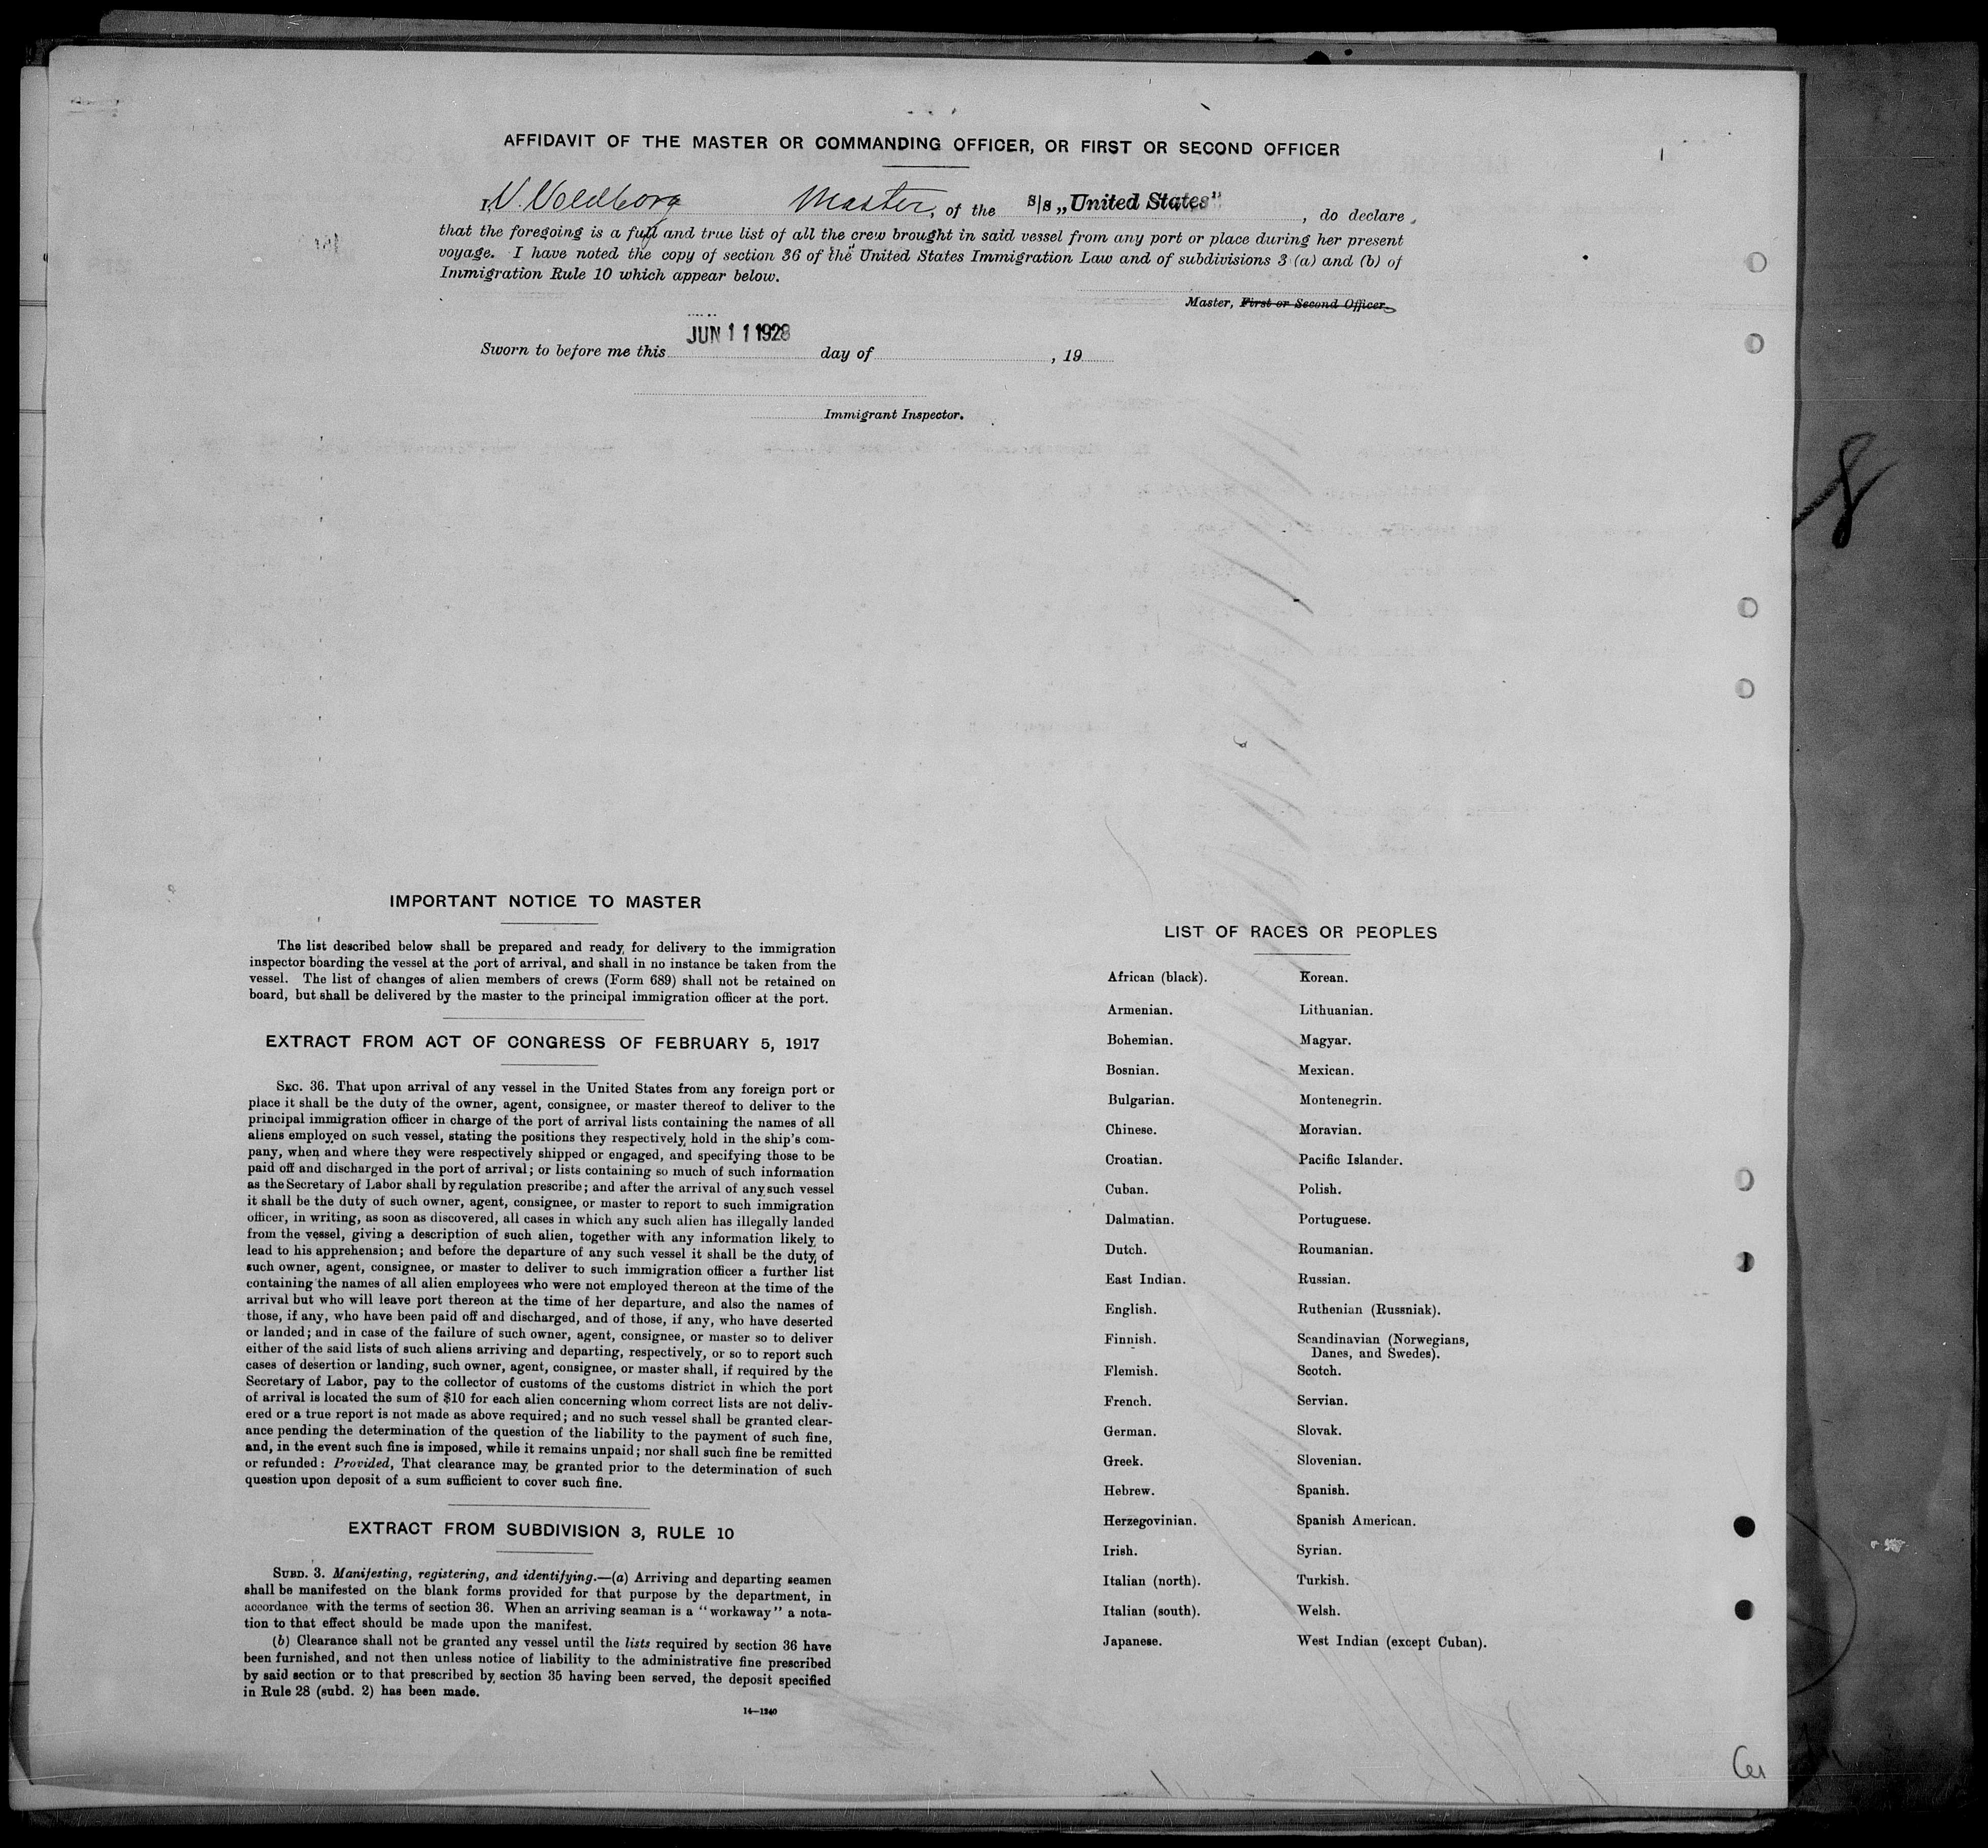 AFFIDAVIT OF THE MASTER OR COMMANDING OFFICER, OR FIRST OR SECOND OFFICER
I, V. Voldborg Master, of the S/S „United States", do declare
that the foregoing is a full and true list of all the crew brought in said vessel from any port or place during her present
voyage. I have noted the copy of section 36 of the United States Immigration Law and of subdivisions 3 (a) and (b) of
Immigration Rule 10 which appear below.
Master, First or Second Officer.
JUN 11 1928
Sworn to before me this day of , 19
Immigrant Inspector.
8
IMPORTANT NOTICE TO MASTER
The list described below shall be prepared and ready for delivery to the immigration
inspector boarding the vessel at the port of arrival, and shall in no instance be taken from the
vessel. The list of changes of alien members of crews (Form 689) shall not be retained on
board, but shall be delivered by the master to the principal immigration officer at the port.
EXTRACT FROM ACT OF CONGRESS OF FEBRUARY 5, 1917
SEC. 36. That upon arrival of any vessel in the United States from any foreign port or
place it shall be the duty of the owner, agent, consignee, or master thereof to deliver to the
principal immigration officer in charge of the port of arrival lists containing the names of all
aliens employed on such vessel, stating the positions they respectively hold in the ship's com-
pany, when and where they were respectively shipped or engaged, and specifying those to be
paid off and discharged in the port of arrival; or lists containing so much of such information
as the Secretary of Labor shall by regulation prescribe; and after the arrival of any such vessel
it shall be the duty of such owner, agent, consignee, or master to report to such immigration
officer, in writing, as soon as discovered, all cases in which any such alien has illegally landed
from the vessel, giving a description of such alien, together with any information likely to
lead to his apprehension; and before the departure of any such vessel it shall be the duty of
such owner, agent, consignee, or master to deliver to such immigration officer a further list
containing the names of all alien employees who were not employed thereon at the time of the
arrival but who will leave port thereon at the time of her departure, and also the names of
those, if any, who have been paid off and discharged, and of those, if any, who have deserted
or landed; and in case of the failure of such owner, agent, consignee, or master so to deliver
either of the said lists of such aliens arriving and departing, respectively, or so to report such
cases of desertion or landing, such owner, agent, consignee, or master shall, if required by the
Secretary of Labor, pay to the collector of customs of the customs district in which the port
of arrival is located the sum of $10 for each alien concerning whom correct lists are not deliv-
ered or a true report is not made as above required; and no such vessel shall be granted clear-
ance pending the determination of the question of the liability to the payment of such fine,
and, in the event such fine is imposed, while it remains unpaid; nor shall such fine be remitted
or refunded: Provided, That clearance may be granted prior to the determination of such
question upon deposit of a sum sufficient to cover such fine.
EXTRACT FROM SUBDIVISION 3, RULE 10
SUBD. 3. Manifesting, registering, and identifying.—(a) Arriving and departing seamen
shall be manifested on the blank forms provided for that purpose by the department, in
accordance with the terms of section 36. When an arriving seaman is a "workaway" a nota-
tion to that effect should be made upon the manifest.
(b) Clearance shall not be granted any vessel until the lists required by section 36 have
been furnished, and not then unless notice of liability to the administrative fine prescribed
by said section or to that prescribed by section 35 having been served, the deposit specified
in Rule 28 (subd. 2) has been made.
14—1240
LIST OF RACES OR PEOPLES
African (black). Korean.
Armenian. Lithuanian.
Bohemian. Magyar.
Bosnian. Mexican.
Bulgarian. Montenegrin.
Chinese. Moravian.
Croatian. Pacific Islander.
Cuban. Polish.
Dalmatian. Portuguese.
Dutch. Roumanian.
East Indian. Russian.
English. Ruthenian (Russniak).
Finnish. Scandinavian (Norwegians,
Danes, and Swedes).
Flemish. Scotch.
French. Servian.
German. Slovak.
Greek. Slovenian.
Hebrew. Spanish.
Herzegovinian. Spanish American.
Irish. Syrian.
Italian (north). Turkish.
Italian (south). Welsh.
Japanese. West Indian (except Cuban).